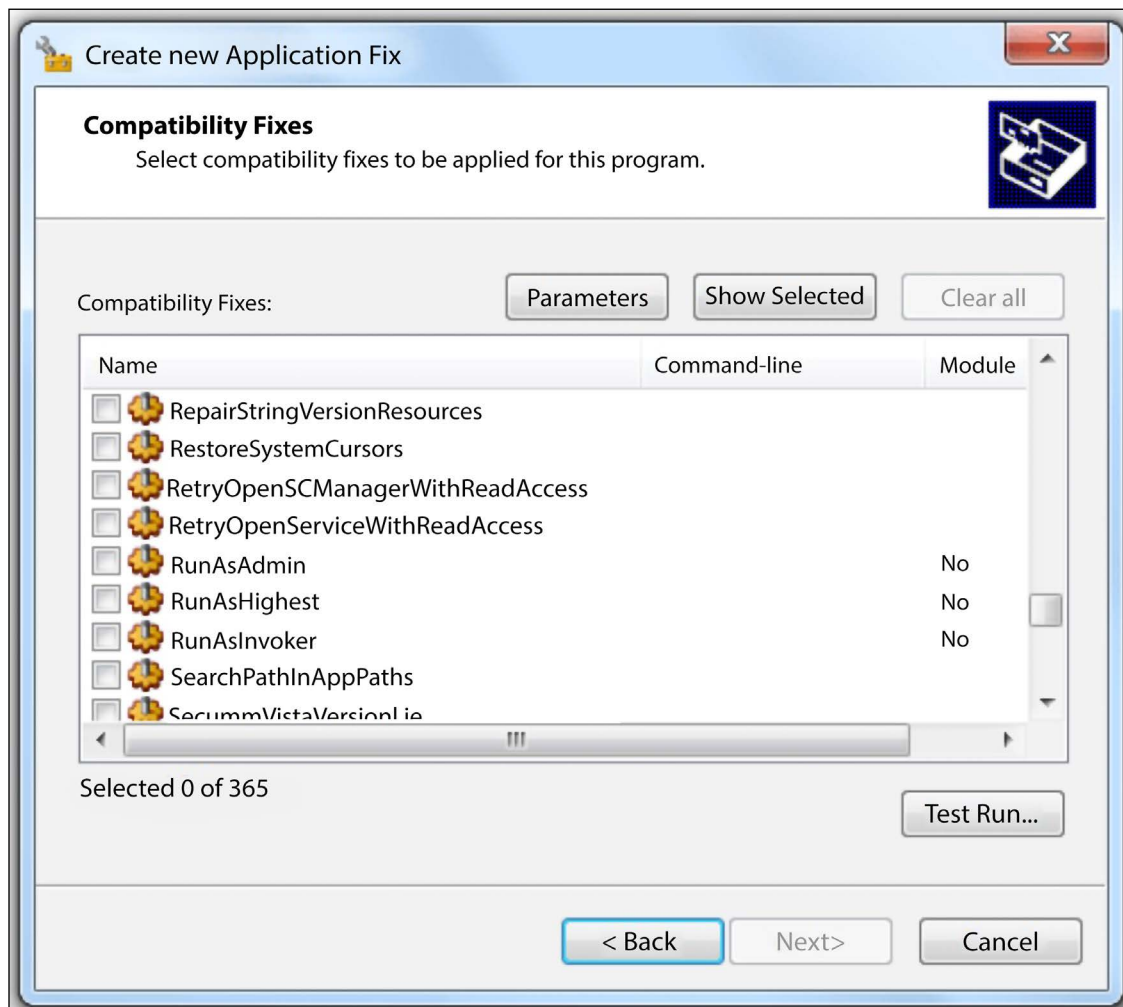 Create new Application Fix
Compatibility Fixes
Select compatibility fixes to be applied for this program.
Compatibility Fixes:
Parameters
Show Selected
Clear all
Name Command-line Module
RepairStringVersionResources
RestoreSystemCursors
RetryOpenSCManagerWithReadAccess
RetryOpenServiceWithReadAccess
RunAsAdmin No
RunAsHighest No
RunAsInvoker No
SearchPathInAppPaths
SecummVistaVersionLie
Selected 0 of 365
Test Run...
< Back
Next>
Cancel